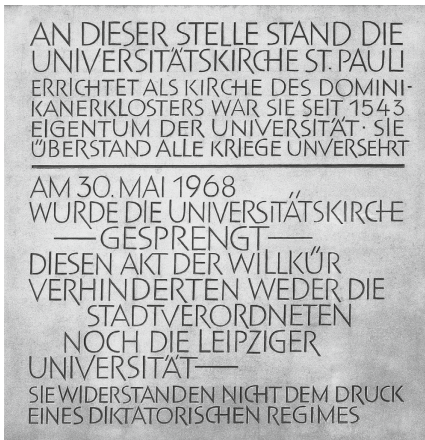 AN DIESER STELLE STAND DIE
UNIVERSITÄTSKIRCHE ST. PAULI
ERRICHTET ALS KIRCHE DES DOMINI-
KANERKLOSTERS WAR SIE SEIT 1543
EIGENTUM DER UNIVERSITÄT · SIE
ÜBERSTAND ALLE KRIEGE UNVERSEHRT
AM 30. MAI 1968
WURDE DIE UNIVERSITÄTSKIRCHE
— GESPRENGT —
DIESEN AKT DER WILLKÜR
VERHINDERTEN WEDER DIE
STADTVERORDNETEN
NOCH DIE LEIPZIGER
UNIVERSITÄT —
SIE WIDERSTANDEN NICHT DEM DRUCK
EINES DIKTATORISCHEN REGIMES